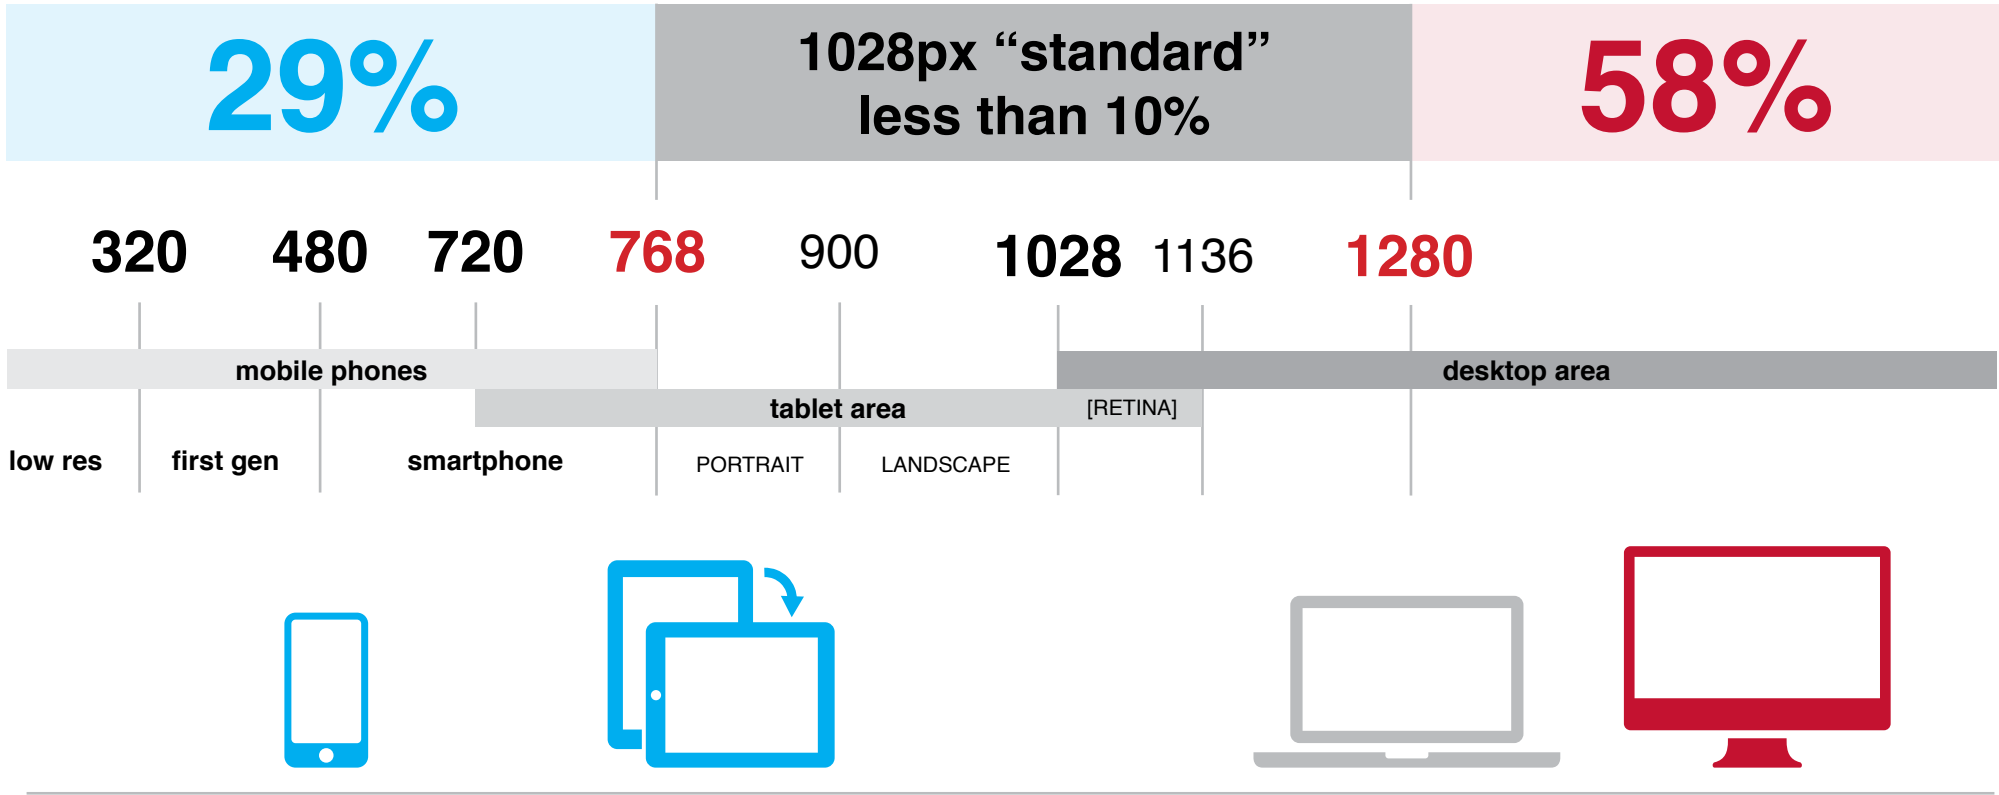 29%
1028px “standard”
less than 10%
58%
320 480 720 768 900 1028 1136 1280
mobile phones
desktop area
tablet area
[RETINA]
low res
first gen
smartphone
PORTRAIT
LANDSCAPE